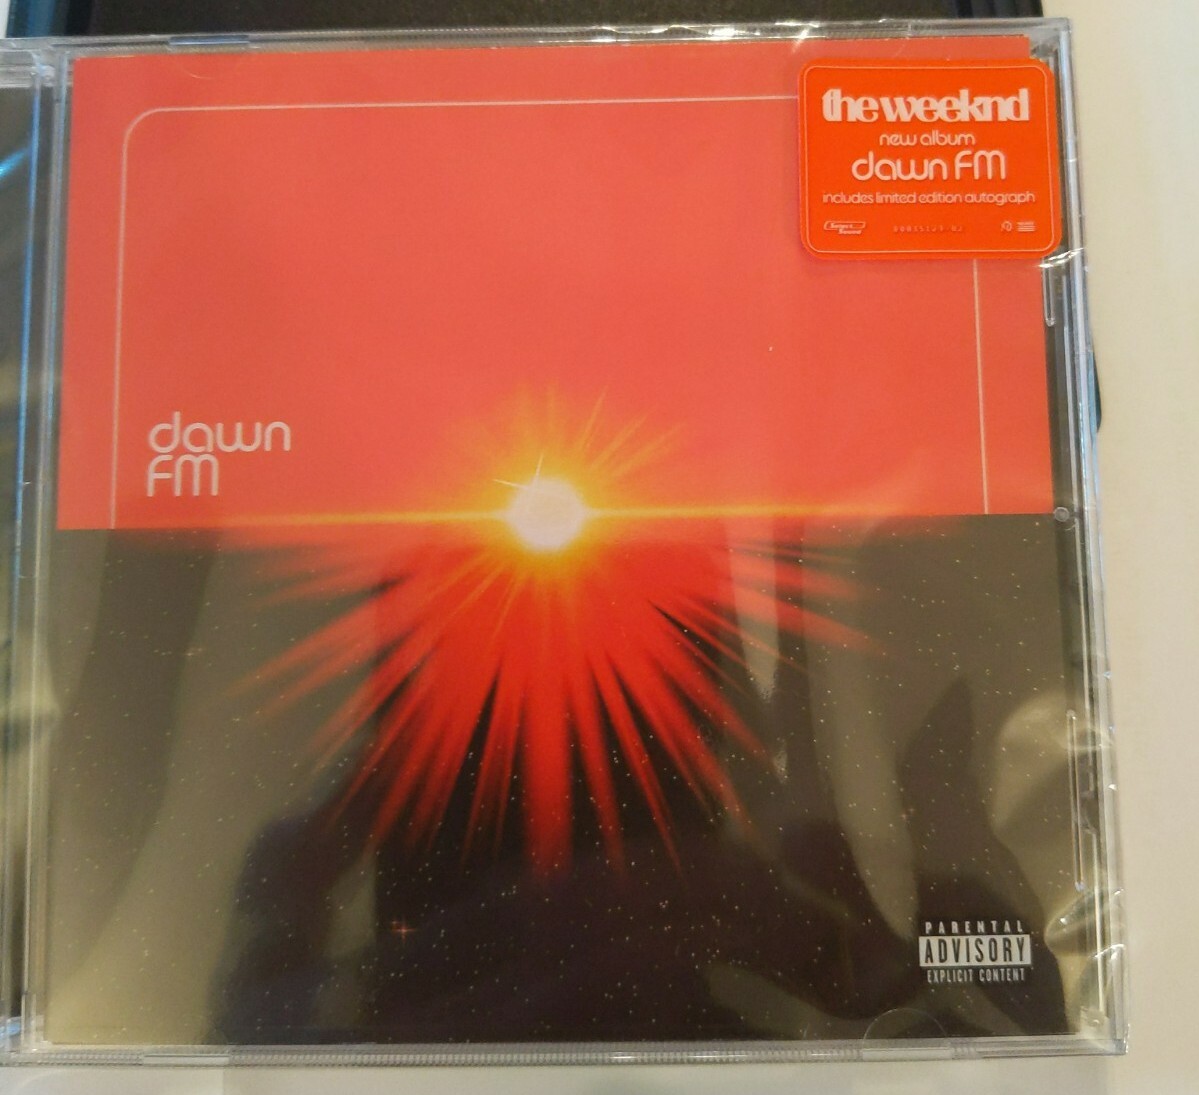 the weeknd
new album
dawn FM
includes limited edition autograph
dawn
FM
PARENTAL
ADVISORY
EXPLICIT CONTENT